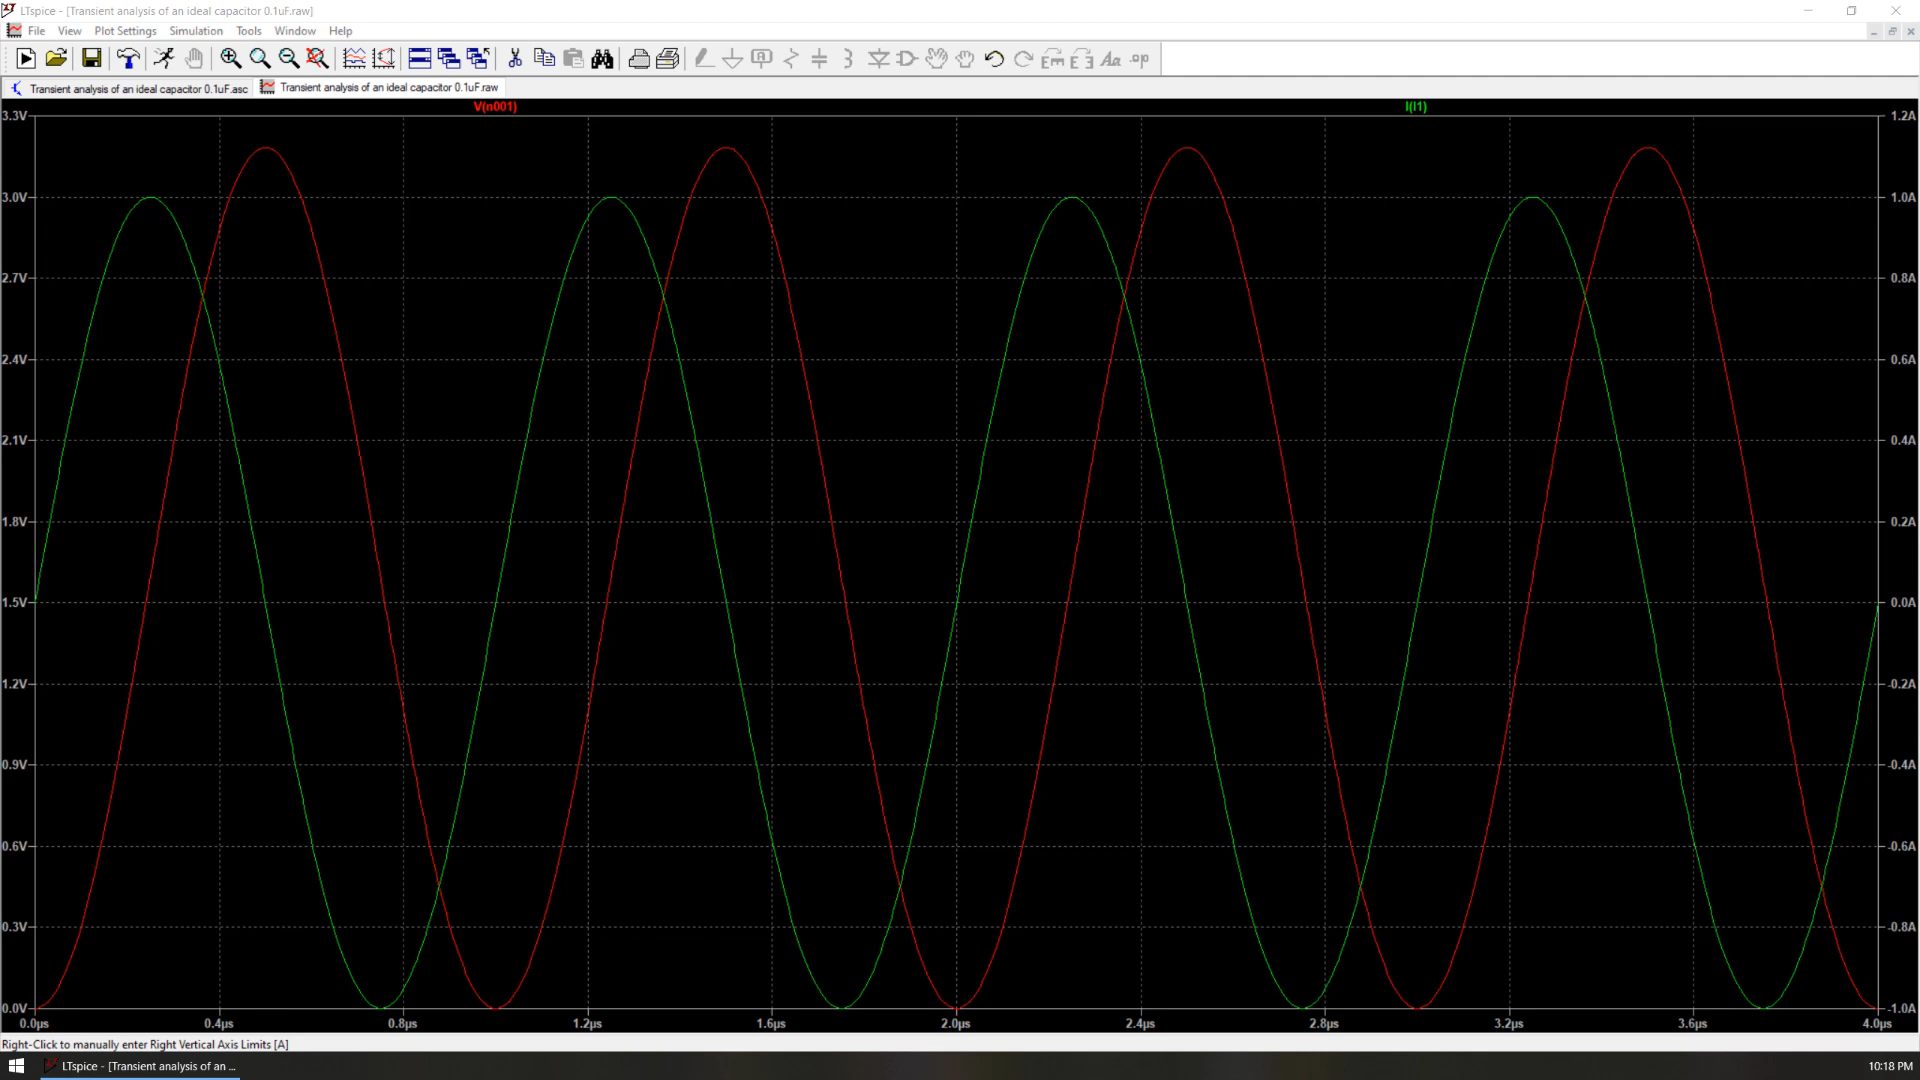 LTspice - [Transient analysis of an ideal capacitor 0.1uF.raw]
File View Plot Settings Simulation Tools Window Help
Aa .op
Transient analysis of an ideal capacitor 0.1uF.asc Transient analysis of an ideal capacitor 0.1uF.raw
V(n001) I(I1)
3.3V 1.2A
3.0V 1.0A
2.7V 0.8A
2.4V 0.6A
2.1V 0.4A
1.8V 0.2A
1.5V 0.0A
1.2V -0.2A
0.9V -0.4A
0.6V -0.6A
0.3V -0.8A
0.0V -1.0A
0.0µs 0.4µs 0.8µs 1.2µs 1.6µs 2.0µs 2.4µs 2.8µs 3.2µs 3.6µs 4.0µs
Right-Click to manually enter Right Vertical Axis Limits [A]
LTspice - [Transient analysis of an ... 10:18 PM